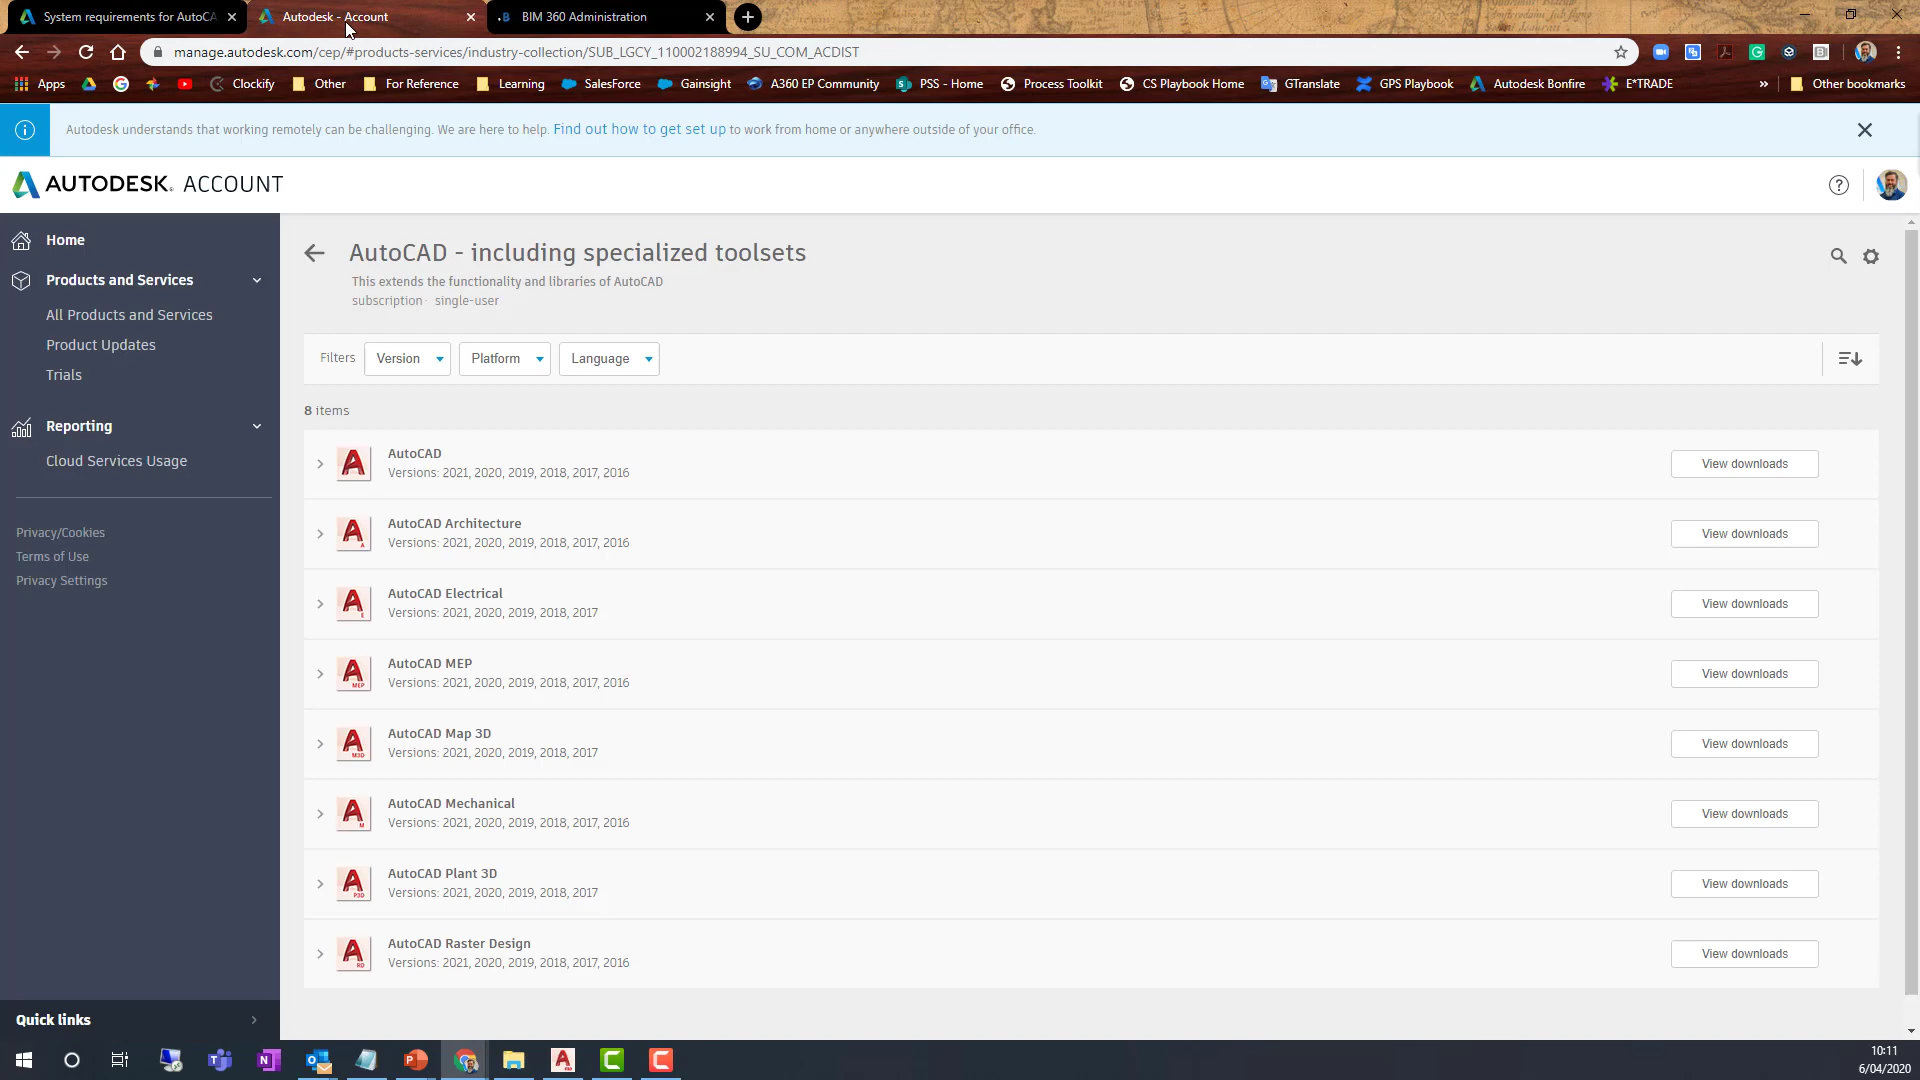 System requirements for AutoCA
Autodesk - Account
BIM 360 Administration
manage.autodesk.com/cep/#products-services/industry-collection/SUB_LGCY_110002188994_SU_COM_ACDIST
Apps
Clockify
Other
For Reference
Learning
SalesForce
Gainsight
A360 EP Community
PSS - Home
Process Toolkit
CS Playbook Home
GTranslate
GPS Playbook
Autodesk Bonfire
E*TRADE
»
Other bookmarks
Autodesk understands that working remotely can be challenging. We are here to help. Find out how to get set up to work from home or anywhere outside of your office.
AUTODESK. ACCOUNT
Home
Products and Services
All Products and Services
Product Updates
Trials
Reporting
Cloud Services Usage
Privacy/Cookies
Terms of Use
Privacy Settings
Quick links
AutoCAD - including specialized toolsets
This extends the functionality and libraries of AutoCAD
subscription · single-user
Filters
Version
Platform
Language
8 items
AutoCAD
Versions: 2021, 2020, 2019, 2018, 2017, 2016
View downloads
AutoCAD Architecture
Versions: 2021, 2020, 2019, 2018, 2017, 2016
View downloads
AutoCAD Electrical
Versions: 2021, 2020, 2019, 2018, 2017
View downloads
AutoCAD MEP
Versions: 2021, 2020, 2019, 2018, 2017, 2016
View downloads
AutoCAD Map 3D
Versions: 2021, 2020, 2019, 2018, 2017
View downloads
AutoCAD Mechanical
Versions: 2021, 2020, 2019, 2018, 2017, 2016
View downloads
AutoCAD Plant 3D
Versions: 2021, 2020, 2019, 2018, 2017
View downloads
AutoCAD Raster Design
Versions: 2021, 2020, 2019, 2018, 2017, 2016
View downloads
10:11
6/04/2020